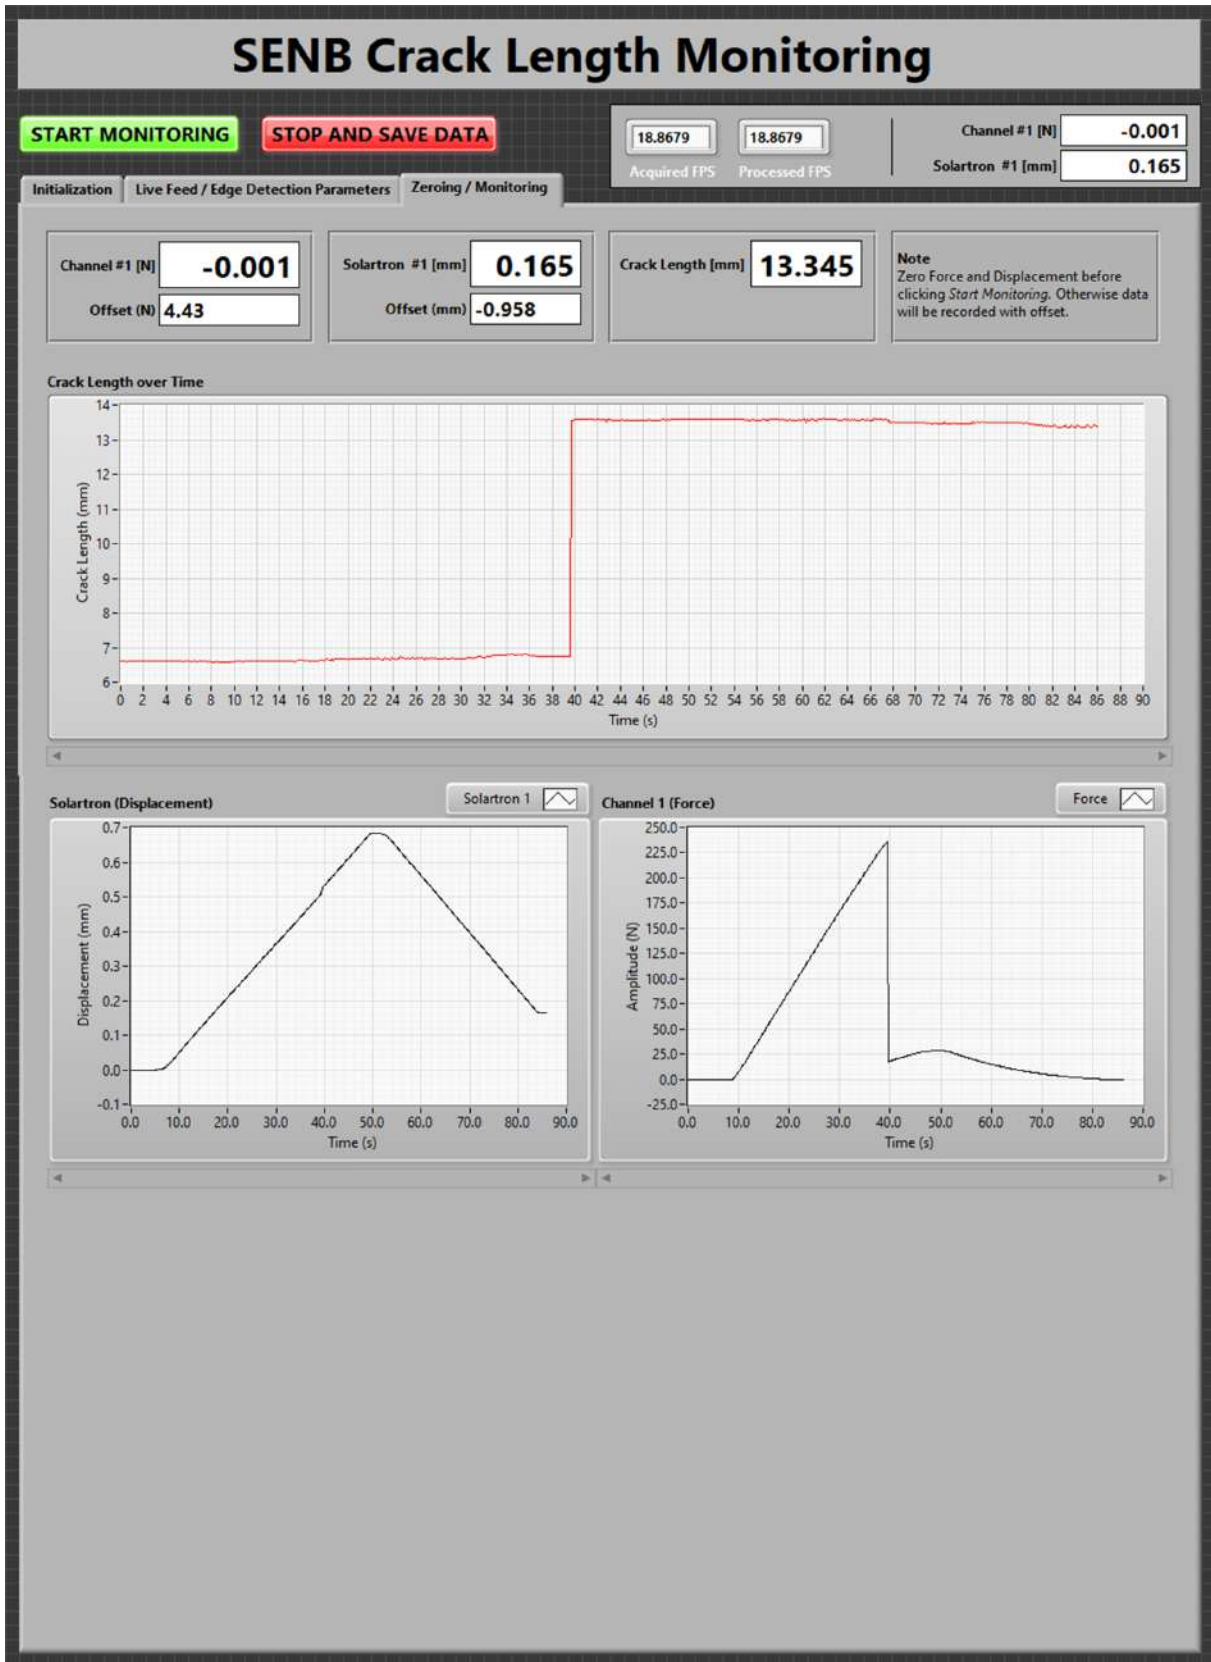 SENB Crack Length Monitoring
START MONITORING
STOP AND SAVE DATA
18.8679
18.8679
Acquired FPS
Processed FPS
Channel #1 [N]
-0.001
Solartron #1 [mm]
0.165
Initialization
Live Feed / Edge Detection Parameters
Zeroing / Monitoring
Channel #1 [N]
-0.001
Offset (N)
4.43
Solartron #1 [mm]
0.165
Offset (mm)
-0.958
Crack Length [mm]
13.345
Note
Zero Force and Displacement before
clicking Start Monitoring. Otherwise data
will be recorded with offset.
Crack Length over Time
14
13
12
11
10
9
8
7
6
Crack Length (mm)
0 2 4 6 8 10 12 14 16 18 20 22 24 26 28 30 32 34 36 38 40 42 44 46 48 50 52 54 56 58 60 62 64 66 68 70 72 74 76 78 80 82 84 86 88 90
Time (s)
Solartron (Displacement)
Solartron 1
0.7
0.6
0.5
0.4
0.3
0.2
0.1
0.0
-0.1
Displacement (mm)
0.0 10.0 20.0 30.0 40.0 50.0 60.0 70.0 80.0 90.0
Time (s)
Channel 1 (Force)
Force
250.0
225.0
200.0
175.0
150.0
125.0
100.0
75.0
50.0
25.0
0.0
-25.0
Amplitude (N)
0.0 10.0 20.0 30.0 40.0 50.0 60.0 70.0 80.0 90.0
Time (s)